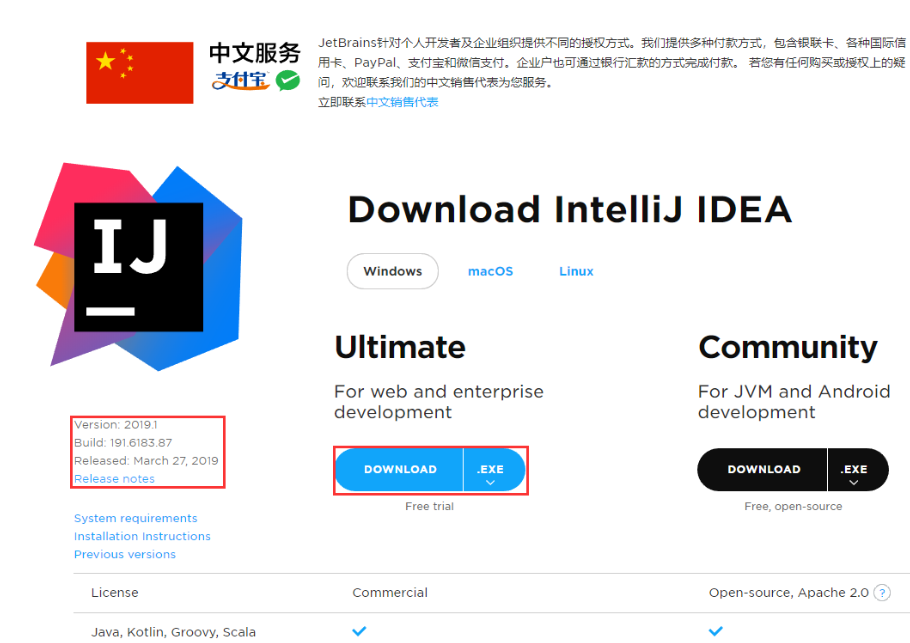 中文服务
支付宝
JetBrains针对个人开发者及企业组织提供不同的授权方式。我们提供多种付款方式，包含银联卡、各种国际信
用卡、PayPal、支付宝和微信支付。企业户也可通过银行汇款的方式完成付款。 若您有任何购买或授权上的疑
问，欢迎联系我们的中文销售代表为您服务。
立即联系中文销售代表
IJ
Download IntelliJ IDEA
Windows
macOS
Linux
Ultimate
For web and enterprise
development
DOWNLOAD
.EXE
Free trial
Community
For JVM and Android
development
DOWNLOAD
.EXE
Free, open-source
Version: 2019.1
Build: 191.6183.87
Released: March 27, 2019
Release notes
System requirements
Installation Instructions
Previous versions
License
Commercial
Open-source, Apache 2.0 ?
Java, Kotlin, Groovy, Scala